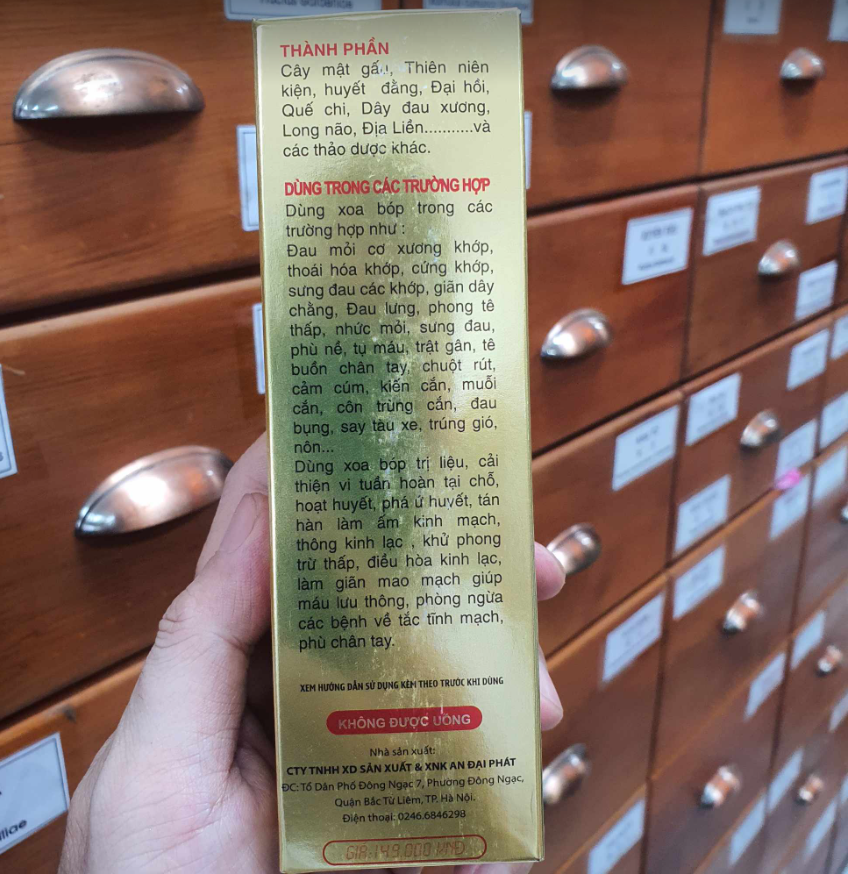 THÀNH PHẦN
Cây mật gấu, Thiên niên
kiện, huyết đằng, Đại hồi,
Quế chi, Dây đau xương,
Long não, Địa Liền...........và
các thảo dược khác.
DÙNG TRONG CÁC TRƯỜNG HỢP
Dùng xoa bóp trong các
trường hợp như :
Đau mỏi cơ xương khớp,
thoái hóa khớp, cứng khớp,
sưng đau các khớp, giãn dây
chằng, Đau lưng, phong tê
thấp, nhức mỏi, sưng đau,
phù nề, tụ máu, trật gân, tê
buồn chân tay, chuột rút,
cảm cúm, kiến cắn, muỗi
cắn, côn trùng cắn, đau
bụng, say tàu xe, trúng gió,
nôn...
Dùng xoa bóp trị liệu, cải
thiện vi tuần hoàn tại chỗ,
hoạt huyết, phá ứ huyết, tán
hàn làm ấm kinh mạch,
thông kinh lạc , khử phong
trừ thấp, điều hòa kinh lạc,
làm giãn mao mạch giúp
máu lưu thông, phòng ngừa
các bệnh về tắc tĩnh mạch,
phù chân tay.
XEM HƯỚNG DẪN SỬ DỤNG KÈM THEO TRƯỚC KHI DÙNG
KHÔNG ĐƯỢC UỐNG
Nhà sản xuất:
CTY TNHH XD SẢN XUẤT & XNK AN ĐẠI PHÁT
ĐC: Tổ Dân Phố Đông Ngạc 7, Phường Đông Ngạc,
Quận Bắc Từ Liêm, TP. Hà Nội.
Điện thoại: 0246.6846298
GIA:149.000 VNĐ